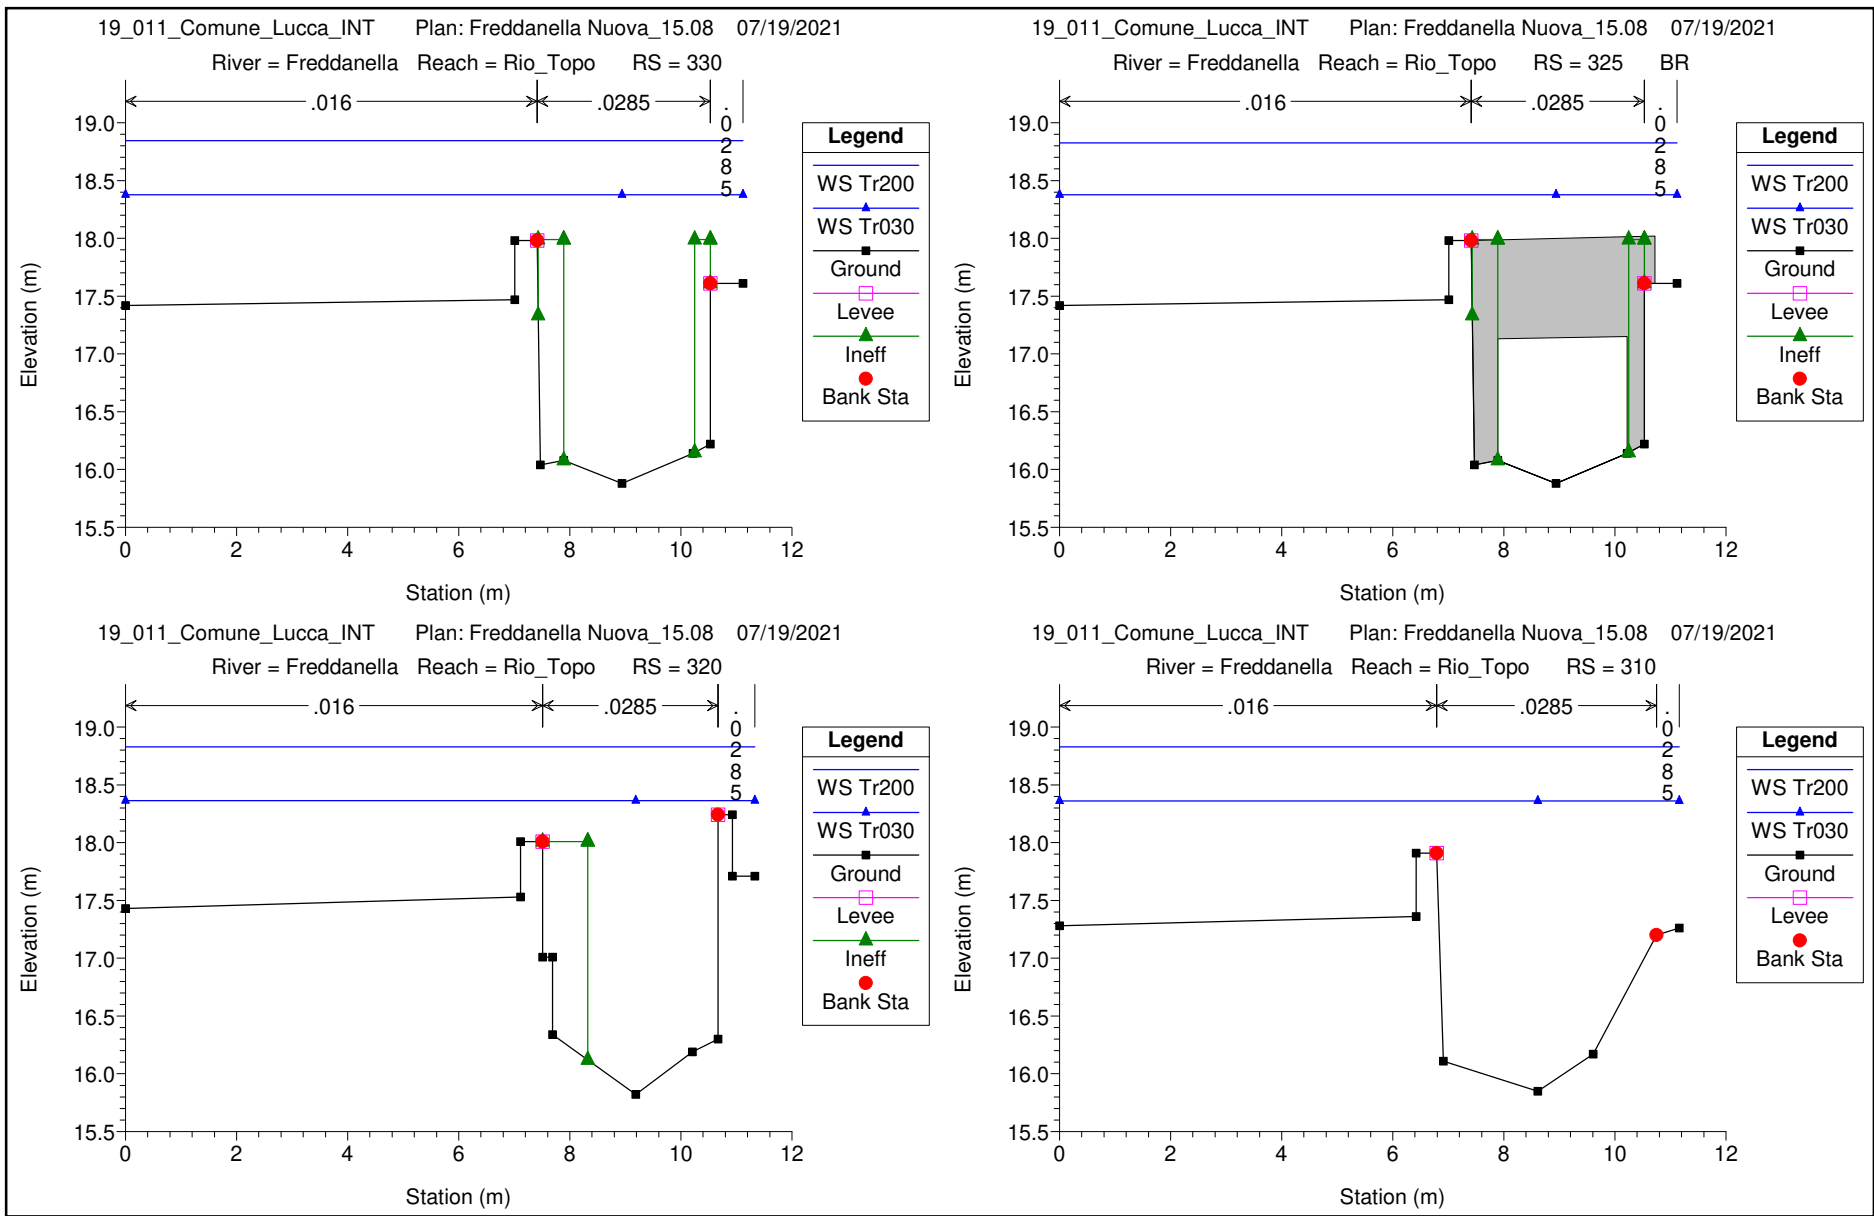 19_011_Comune_Lucca_INT Plan: Freddanella Nuova_15.08 07/19/2021
River = Freddanella Reach = Rio_Topo RS = 330
.016 .0285 .0285
19.0
18.5
18.0
17.5
17.0
16.5
16.0
15.5
0 2 4 6 8 10 12
Station (m)
Elevation (m)
Legend
WS Tr200
WS Tr030
Ground
Levee
Ineff
Bank Sta
19_011_Comune_Lucca_INT Plan: Freddanella Nuova_15.08 07/19/2021
River = Freddanella Reach = Rio_Topo RS = 325 BR
.016 .0285 .0285
19.0
18.5
18.0
17.5
17.0
16.5
16.0
15.5
0 2 4 6 8 10 12
Station (m)
Elevation (m)
Legend
WS Tr200
WS Tr030
Ground
Levee
Ineff
Bank Sta
19_011_Comune_Lucca_INT Plan: Freddanella Nuova_15.08 07/19/2021
River = Freddanella Reach = Rio_Topo RS = 320
.016 .0285 .0285
19.0
18.5
18.0
17.5
17.0
16.5
16.0
15.5
0 2 4 6 8 10 12
Station (m)
Elevation (m)
Legend
WS Tr200
WS Tr030
Ground
Levee
Ineff
Bank Sta
19_011_Comune_Lucca_INT Plan: Freddanella Nuova_15.08 07/19/2021
River = Freddanella Reach = Rio_Topo RS = 310
.016 .0285 .0285
19.0
18.5
18.0
17.5
17.0
16.5
16.0
15.5
0 2 4 6 8 10 12
Station (m)
Elevation (m)
Legend
WS Tr200
WS Tr030
Ground
Levee
Bank Sta